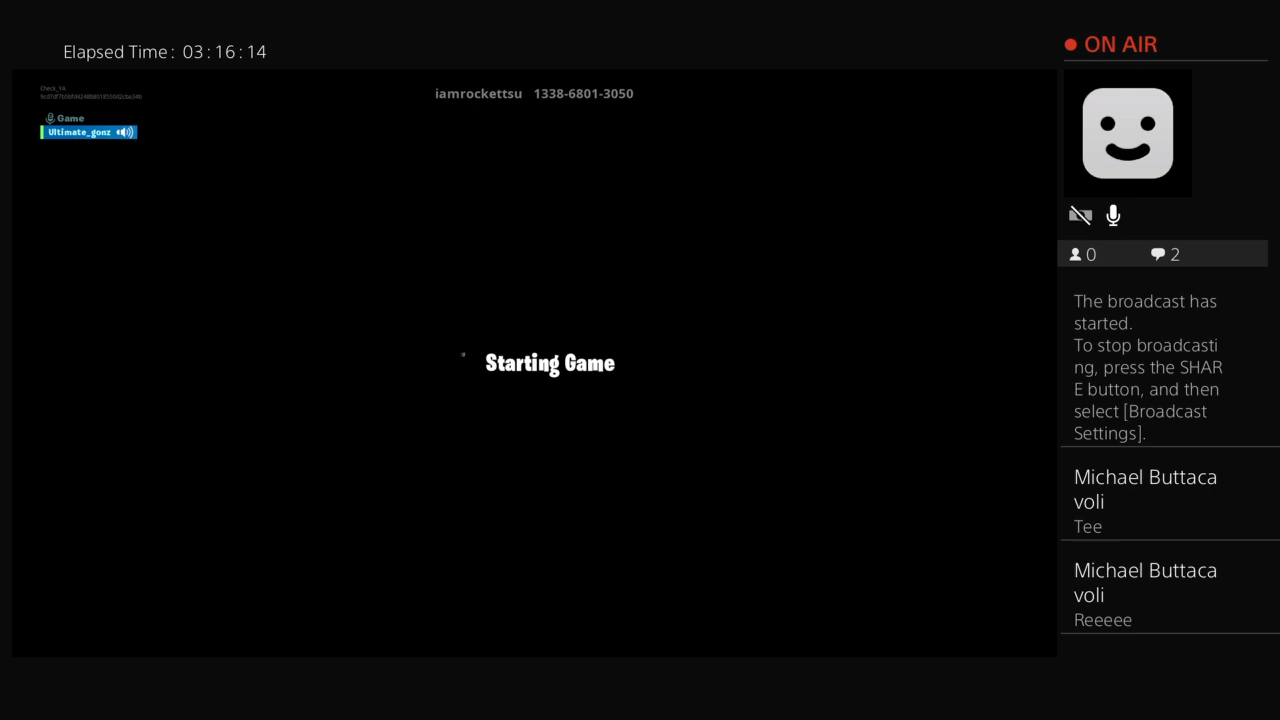 Elapsed Time: 03:16:14
ON AIR
Check_YA
iamrockettsu 1338-6801-3050
Game
Ultimate_gonz
0
2
Starting Game
The broadcast has
started.
To stop broadcasti
ng, press the SHAR
E button, and then
select [Broadcast
Settings].
Michael Buttaca
voli
Tee
Michael Buttaca
voli
Reeeee